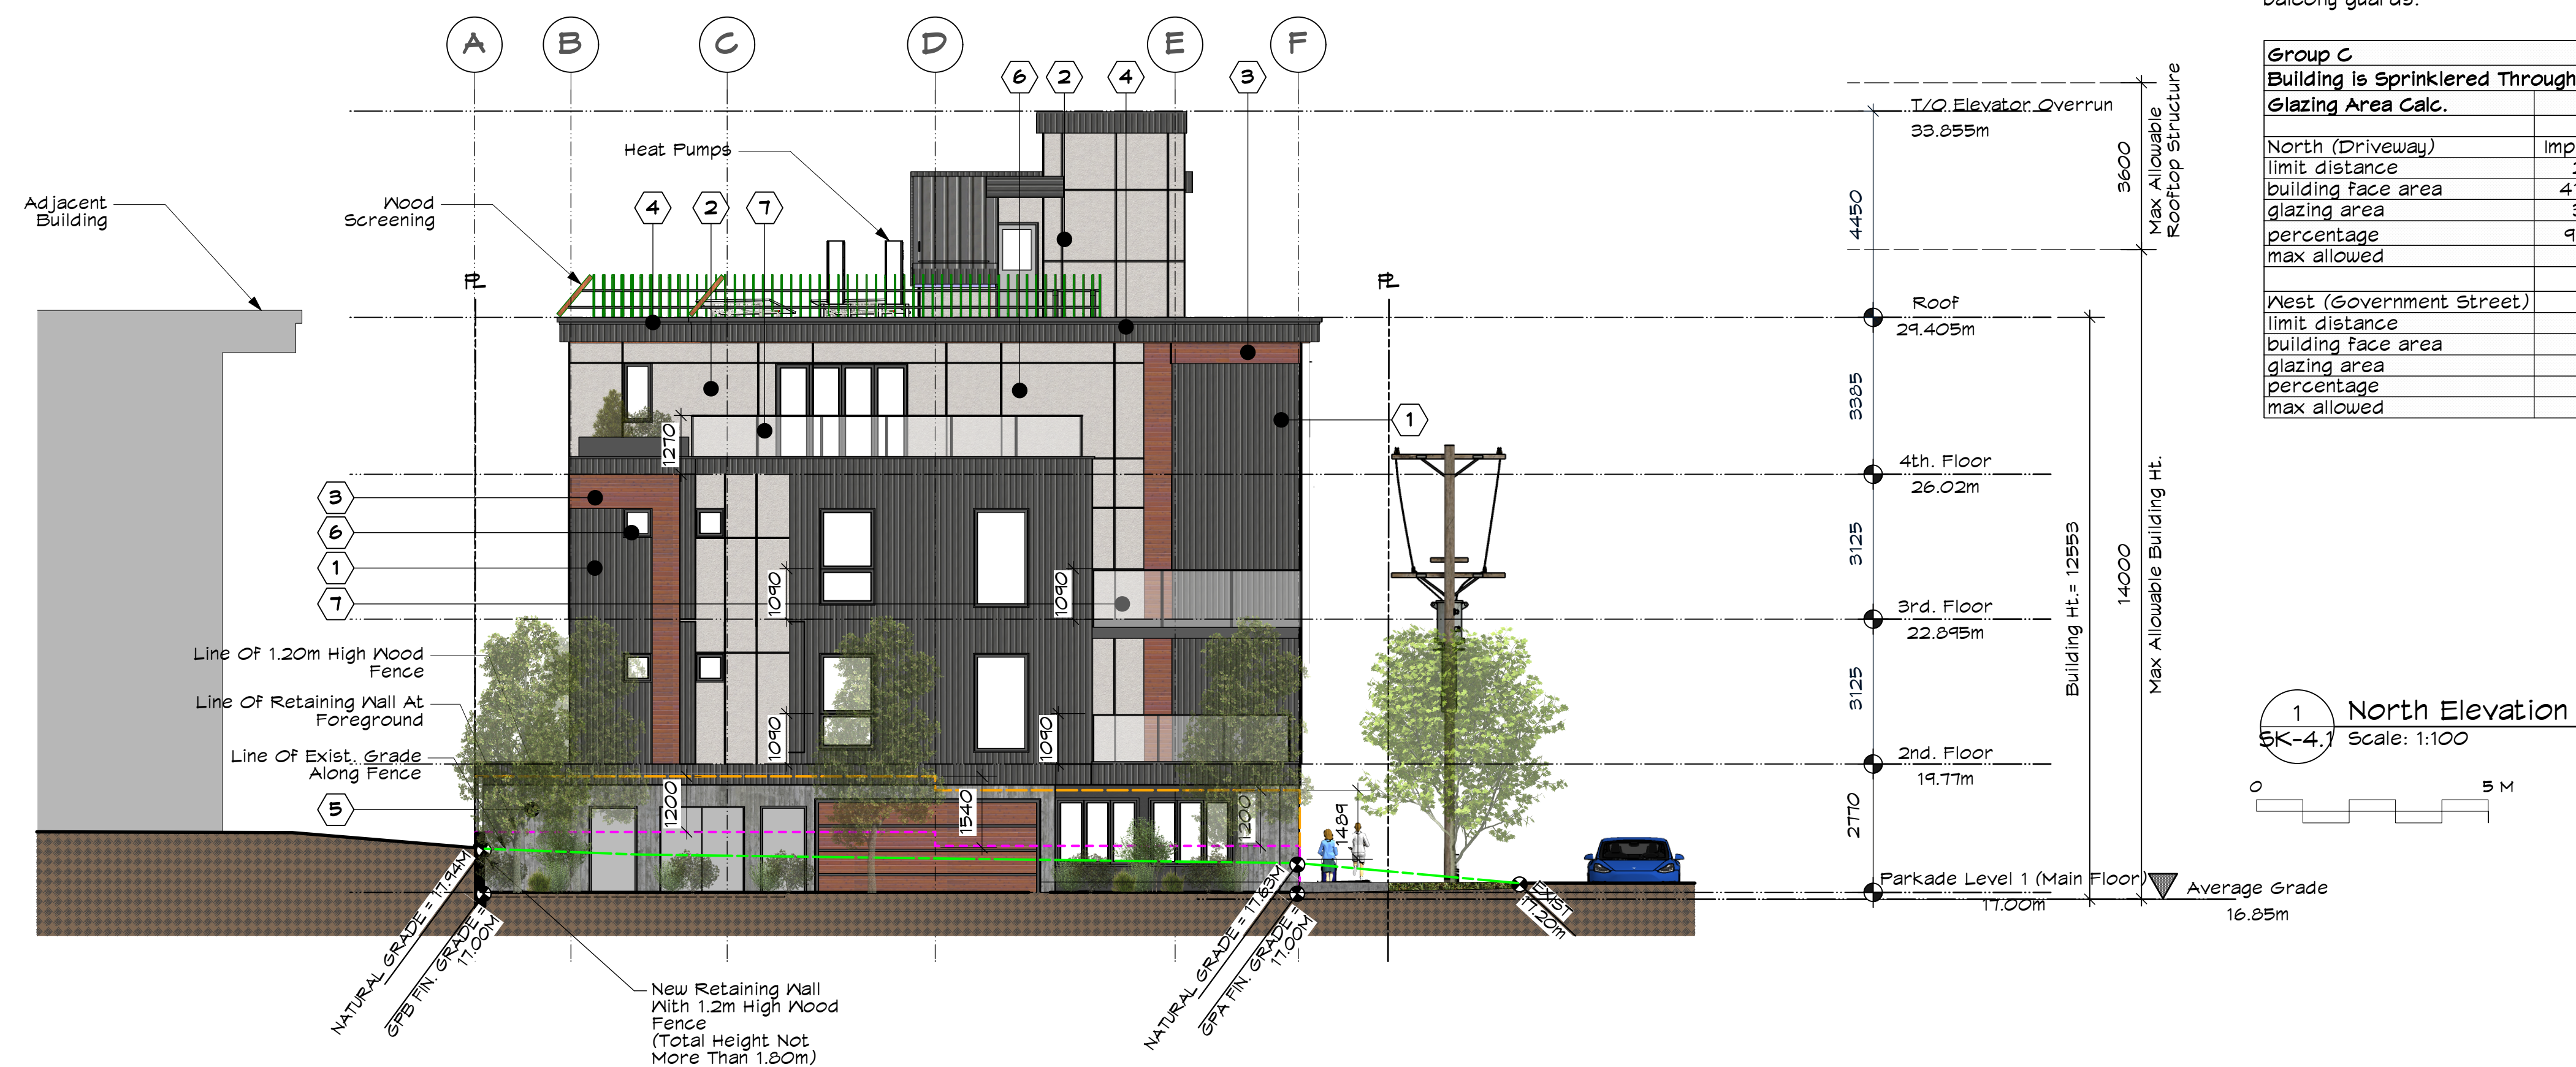 balcony guards.
A
B
C
D
E
F
6
2
4
3
Heat Pumps
Adjacent
Building
Wood
Screening
4
2
7
PL
PL
1270
1
3
6
1
7
1090
1090
1090
1090
Line Of 1.20m High Wood
Fence
Line Of Retaining Wall At
Foreground
Line Of Exist. Grade
Along Fence
5
1200
1540
1200
1489
NATURAL GRADE = 17.94M
GPB FIN. GRADE =
17.00M
NATURAL GRADE = 17.63M
GPA FIN. GRADE =
17.00M
EXIST
17.20m
New Retaining Wall
With 1.2m High Wood
Fence
(Total Height Not
More Than 1.80m)
T/O Elevator Overrun
33.855m
4450
Roof
29.405m
3385
4th. Floor
26.02m
3125
3rd. Floor
22.895m
3125
2nd. Floor
19.77m
2770
Parkade Level 1 (Main Floor)
17.00m
Building Ht.= 12553
3600
Max Allowable
Rooftop Structure
14000
Max Allowable Building Ht.
Average Grade
16.85m
Group C
Building is Sprinklered Through
Glazing Area Calc.
North (Driveway) Imp
limit distance
building face area
glazing area
percentage
max allowed
West (Government Street)
limit distance
building face area
glazing area
percentage
max allowed
1
SK-4.1
North Elevation
Scale: 1:100
0
5 M